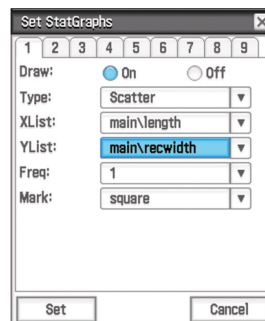 Set StatGraphs
1 2 3 4 5 6 7 8 9
Draw: On Off
Type: Scatter
XList: main\length
YList: main\recwidth
Freq: 1
Mark: square
Set Cancel